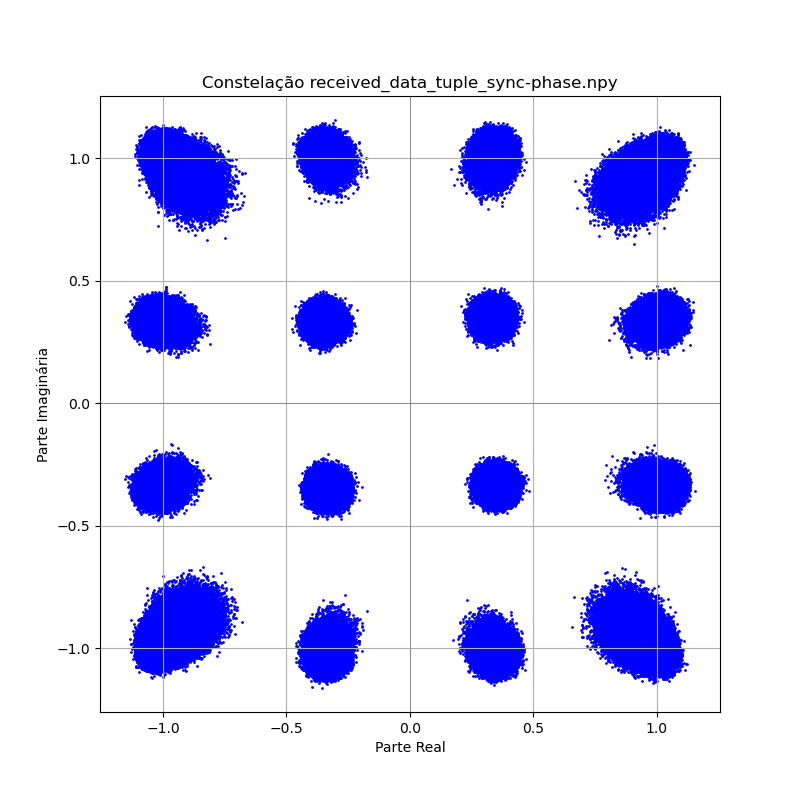 Constelação received_data_tuple_sync-phase.npy
1.0
0.5
0.0
−0.5
−1.0
Parte Imaginária
−1.0 −0.5 0.0 0.5 1.0
Parte Real